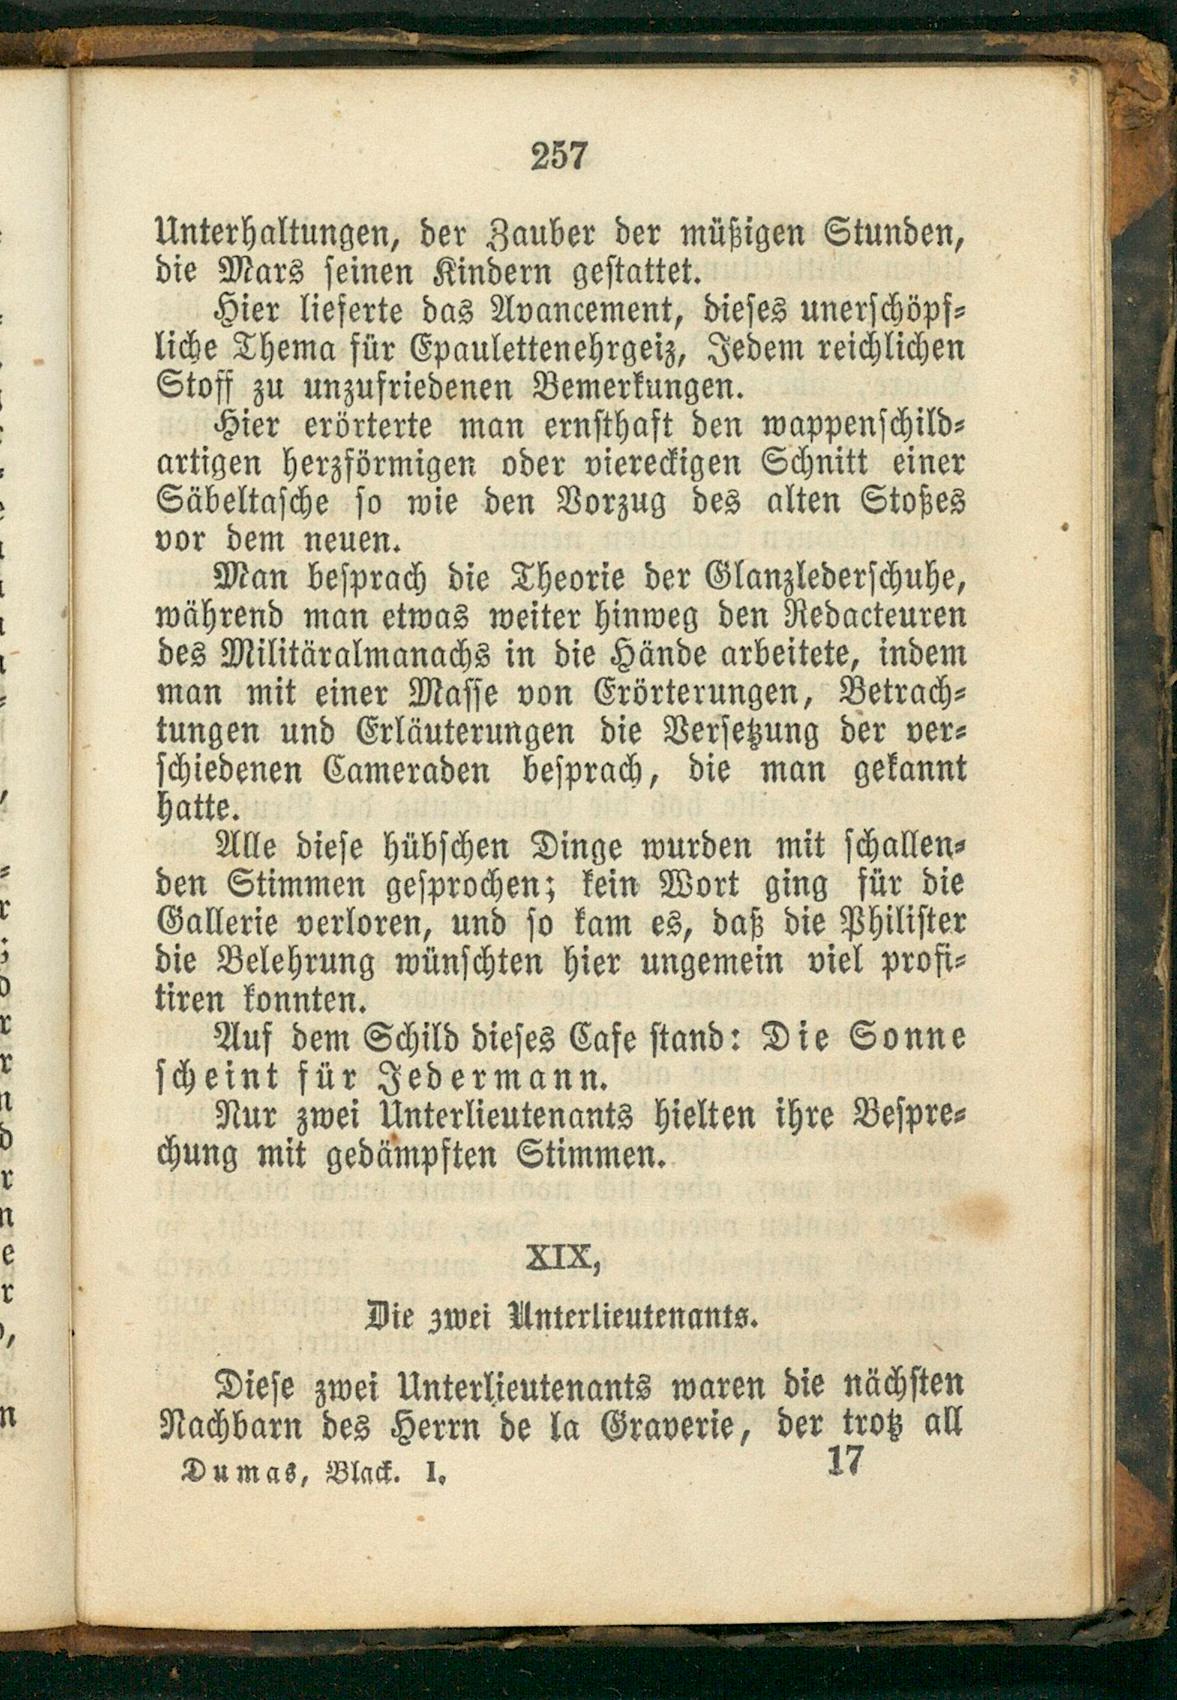 257
Unterhaltungen, der Zauber der müßigen Stunden,
die Mars seinen Kindern gestattet.
Hier lieferte das Avancement, dieses unerschöpf-
liche Thema für Epaulettenehrgeiz, Jedem reichlichen
Stoff zu unzufriedenen Bemerkungen.
Hier erörterte man ernsthaft den wappenschild-
artigen herzförmigen oder viereckigen Schnitt einer
Säbeltasche so wie den Vorzug des alten Stoßes
vor dem neuen.
Man besprach die Theorie der Glanzlederschuhe,
während man etwas weiter hinweg den Redacteuren
des Militäralmanachs in die Hände arbeitete, indem
man mit einer Masse von Erörterungen, Betrach-
tungen und Erläuterungen die Versetzung der ver-
schiedenen Cameraden besprach, die man gekannt
hatte.
Alle diese hübschen Dinge wurden mit schallen-
den Stimmen gesprochen; kein Wort ging für die
Gallerie verloren, und so kam es, daß die Philister
die Belehrung wünschten hier ungemein viel profi-
tiren konnten.
Auf dem Schild dieses Cafe stand: Die Sonne
scheint für Jedermann.
Nur zwei Unterlieutenants hielten ihre Bespre-
chung mit gedämpften Stimmen.
XIX,
Die zwei Unterlieutenants.
Diese zwei Unterlieutenants waren die nächsten
Nachbarn des Herrn de la Graverie, der trotz all
Dumas, Black. I. 17